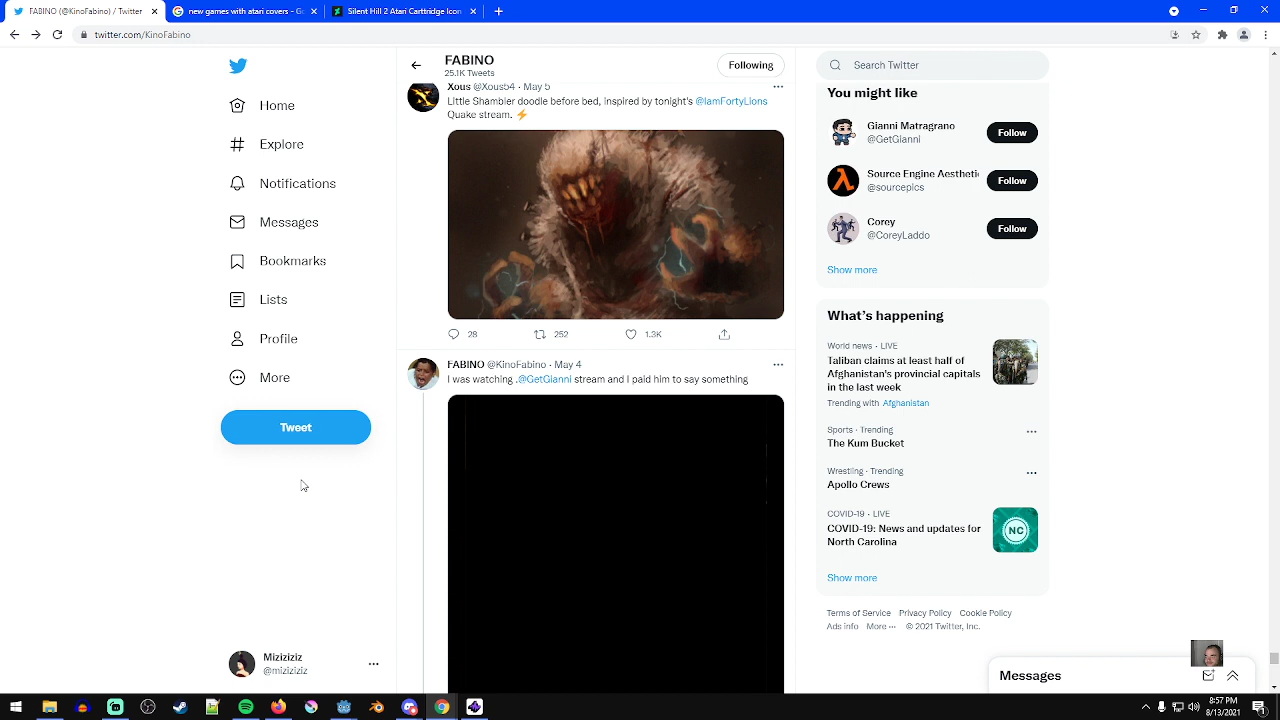 FABINO (@KinoFabino) / Twitter
new games with atari covers - Go
Silent Hill 2 Atari Cartridge Icon
twitter.com/KinoFabino
FABINO
25.1K Tweets
Following
Search Twitter
Home
Explore
Notifications
Messages
Bookmarks
Lists
Profile
More
Tweet
Miziziziz
@miziziziz
Xous @Xous54 · May 5
Little Shambler doodle before bed, inspired by tonight's @IamFortyLions
Quake stream. ⚡
28
252
1.3K
FABINO @KinoFabino · May 4
I was watching .@GetGianni stream and I paid him to say something
You might like
Gianni Matragrano
@GetGianni
Follow
Source Engine Aestheti
@sourcepics
Follow
Corey
@CoreyLaddo
Follow
Show more
What's happening
World news · LIVE
Taliban claims at least half of
Afghanistan's provincial capitals
in the last week
Trending with Afghanistan
Sports · Trending
The Kum Bucket
Wrestling · Trending
Apollo Crews
COVID-19 · LIVE
COVID-19: News and updates for
North Carolina
NC
Show more
Terms of Service Privacy Policy Cookie Policy
Ads info More ··· © 2021 Twitter, Inc.
Messages
8:57 PM
8/13/2021